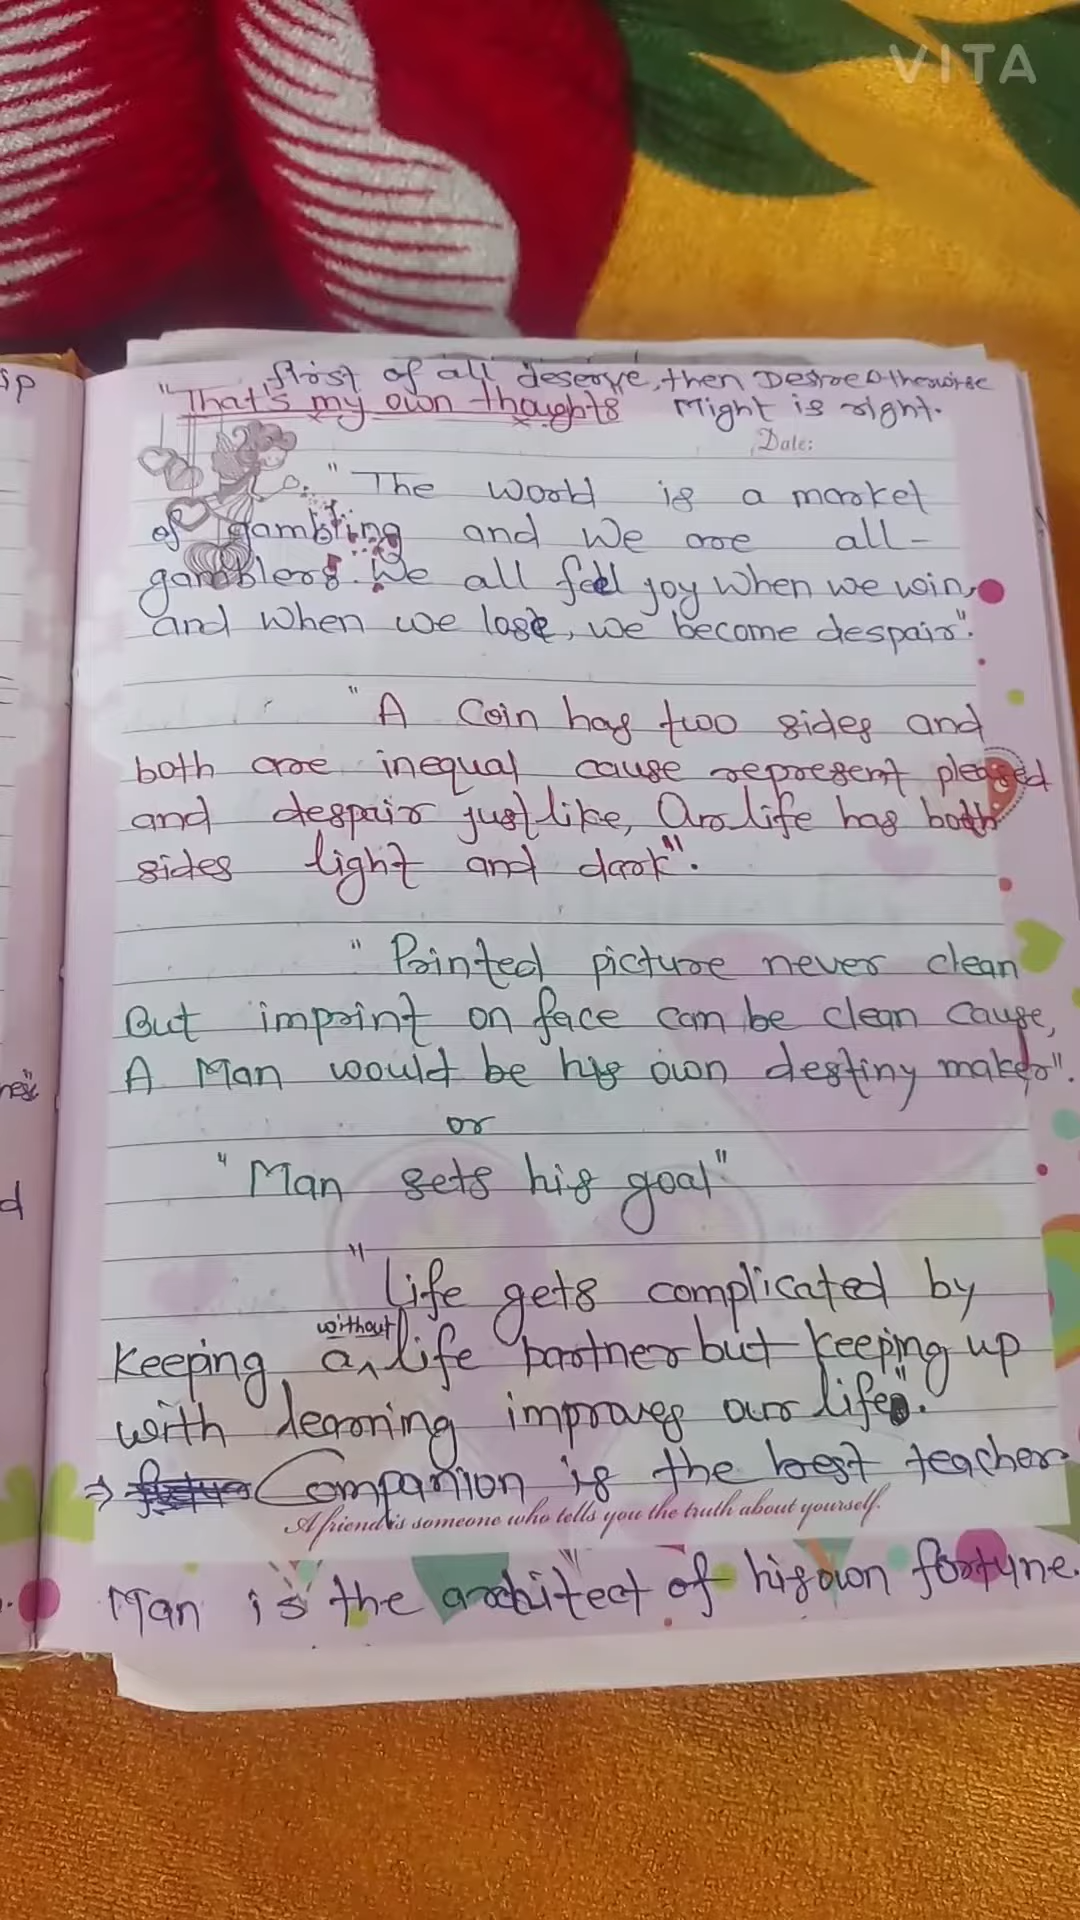 VITA
first of all deserve, then Desire Otherwise
"That's my own thoughts Might is right.
Date:
"The world is a market
of gambling and we are all-
gamblers. We all feel joy when we win,
and when we lose, we become despair".
"A Coin has two sides and
both are inequal cause represent pleased
and despair just like, Our life has both
sides light and dark".
"Printed picture never clean
But imprint on face can be clean cause,
A Man would be his own destiny maker".
or
"Man sets his goal"
"Life gets complicated by
Keeping a without life partner but keeping up
with learning improves our life".
⇒ Companion is the best teacher
A friend is someone who tells you the truth about yourself.
Man is the architect of his own fortune.